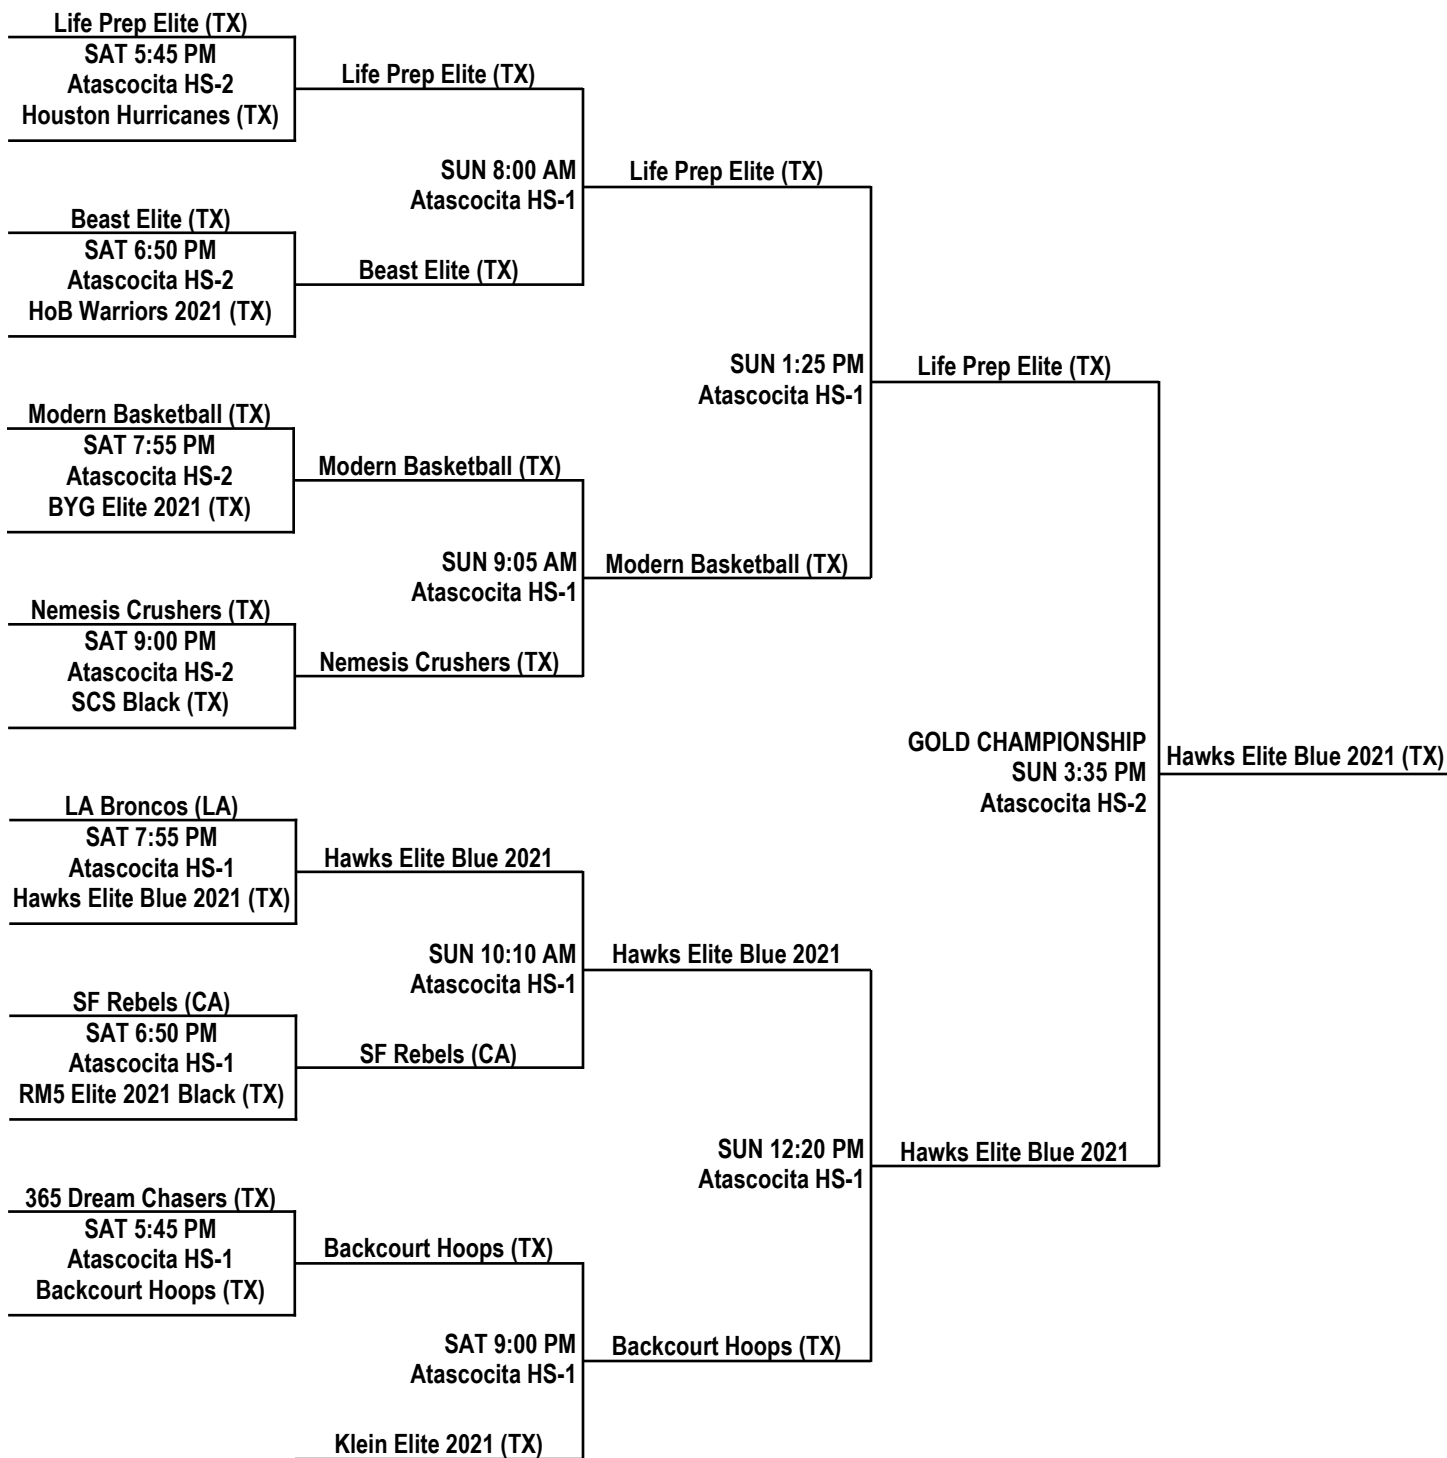 Life Prep Elite (TX)
SAT 5:45 PM
Atascocita HS-2
Houston Hurricanes (TX)
Life Prep Elite (TX)
SUN 8:00 AM
Atascocita HS-1
Life Prep Elite (TX)
Beast Elite (TX)
SAT 6:50 PM
Atascocita HS-2
HoB Warriors 2021 (TX)
Beast Elite (TX)
SUN 1:25 PM
Atascocita HS-1
Life Prep Elite (TX)
Modern Basketball (TX)
SAT 7:55 PM
Atascocita HS-2
BYG Elite 2021 (TX)
Modern Basketball (TX)
SUN 9:05 AM
Atascocita HS-1
Modern Basketball (TX)
Nemesis Crushers (TX)
SAT 9:00 PM
Atascocita HS-2
SCS Black (TX)
Nemesis Crushers (TX)
GOLD CHAMPIONSHIP
SUN 3:35 PM
Atascocita HS-2
Hawks Elite Blue 2021 (TX)
LA Broncos (LA)
SAT 7:55 PM
Atascocita HS-1
Hawks Elite Blue 2021 (TX)
Hawks Elite Blue 2021
SUN 10:10 AM
Atascocita HS-1
Hawks Elite Blue 2021
SF Rebels (CA)
SAT 6:50 PM
Atascocita HS-1
RM5 Elite 2021 Black (TX)
SF Rebels (CA)
SUN 12:20 PM
Atascocita HS-1
Hawks Elite Blue 2021
365 Dream Chasers (TX)
SAT 5:45 PM
Atascocita HS-1
Backcourt Hoops (TX)
Backcourt Hoops (TX)
SAT 9:00 PM
Atascocita HS-1
Backcourt Hoops (TX)
Klein Elite 2021 (TX)